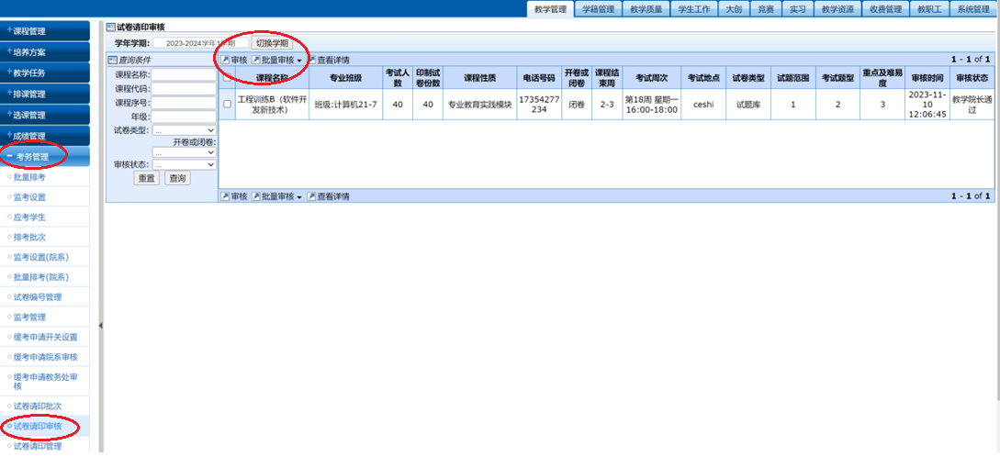 教学管理 学籍管理 教学质量 学生工作 大创 竞赛 实习 教学资源 收费管理 教职工 系统管理
课程管理
培养方案
教学任务
排课管理
选课管理
成绩管理
考务管理
批量排考
监考设置
应考学生
排考批次
监考设置(院系)
批量排考(院系)
试卷编号管理
监考管理
缓考申请开关设置
缓考申请院系审核
缓考申请教务处审
核
试卷请印批次
试卷请印审核
试卷请印管理
试卷请印审核
学年学期: 2023-2024学年1学期 切换学期
查询条件
课程名称:
课程代码:
课程序号:
年级:
试卷类型: ...
开卷或闭卷:
...
审核状态: ...
重置 查询
审核 批量审核 查看详情 1 - 1 of 1
课程名称 专业班级 考试人数 印制试卷份数 课程性质 电话号码 开卷或闭卷 课程结束周 考试周次 考试地点 试卷类型 试题范围 考试题型 重点及难易度 审核时间 审核状态
工程训练B（软件开发新技术） 班级:计算机21-7 40 40 专业教育实践模块 17354277234 闭卷 2-3 第18周 星期一 16:00-18:00 ceshi 试题库 1 2 3 2023-11-10 12:06:45 教学院长通过
审核 批量审核 查看详情 1 - 1 of 1